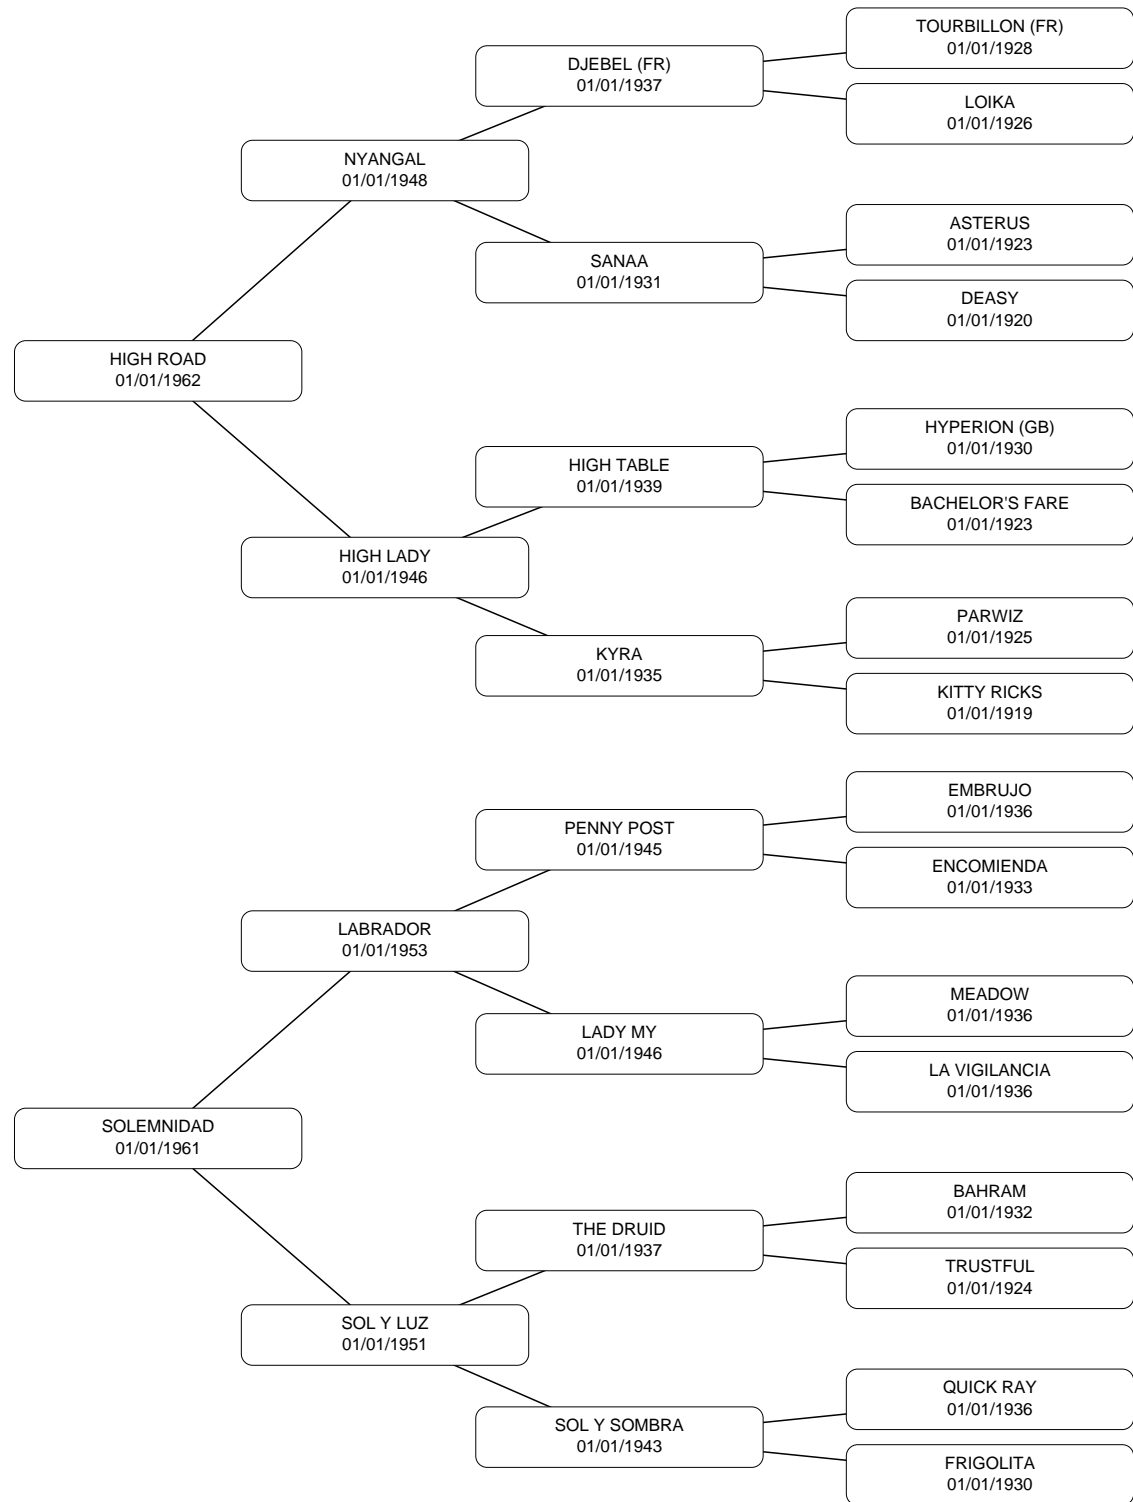 TOURBILLON (FR)
01/01/1928
DJEBEL (FR)
01/01/1937
LOIKA
01/01/1926
NYANGAL
01/01/1948
ASTERUS
01/01/1923
SANAA
01/01/1931
DEASY
01/01/1920
HIGH ROAD
01/01/1962
HYPERION (GB)
01/01/1930
HIGH TABLE
01/01/1939
BACHELOR'S FARE
01/01/1923
HIGH LADY
01/01/1946
PARWIZ
01/01/1925
KYRA
01/01/1935
KITTY RICKS
01/01/1919
EMBRUJO
01/01/1936
PENNY POST
01/01/1945
ENCOMIENDA
01/01/1933
LABRADOR
01/01/1953
MEADOW
01/01/1936
LADY MY
01/01/1946
LA VIGILANCIA
01/01/1936
SOLEMNIDAD
01/01/1961
BAHRAM
01/01/1932
THE DRUID
01/01/1937
TRUSTFUL
01/01/1924
SOL Y LUZ
01/01/1951
QUICK RAY
01/01/1936
SOL Y SOMBRA
01/01/1943
FRIGOLITA
01/01/1930